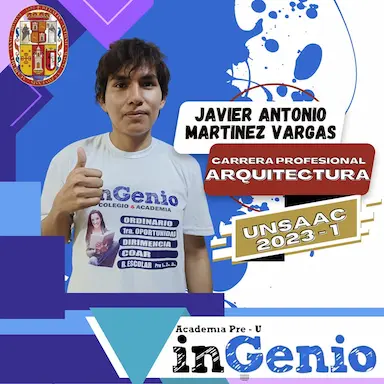 JAVIER ANTONIO
MARTINEZ VARGAS
CARRERA PROFESIONAL
ARQUITECTURA
UNSAAC
2023 - 1
inGenio
COLEGIO & ACADEMIA
ORDINARIO
1ra. OPORTUNIDAD
DIRIMENCIA
COAR
R. ESCOLAR
Academia Pre - U
inGenio